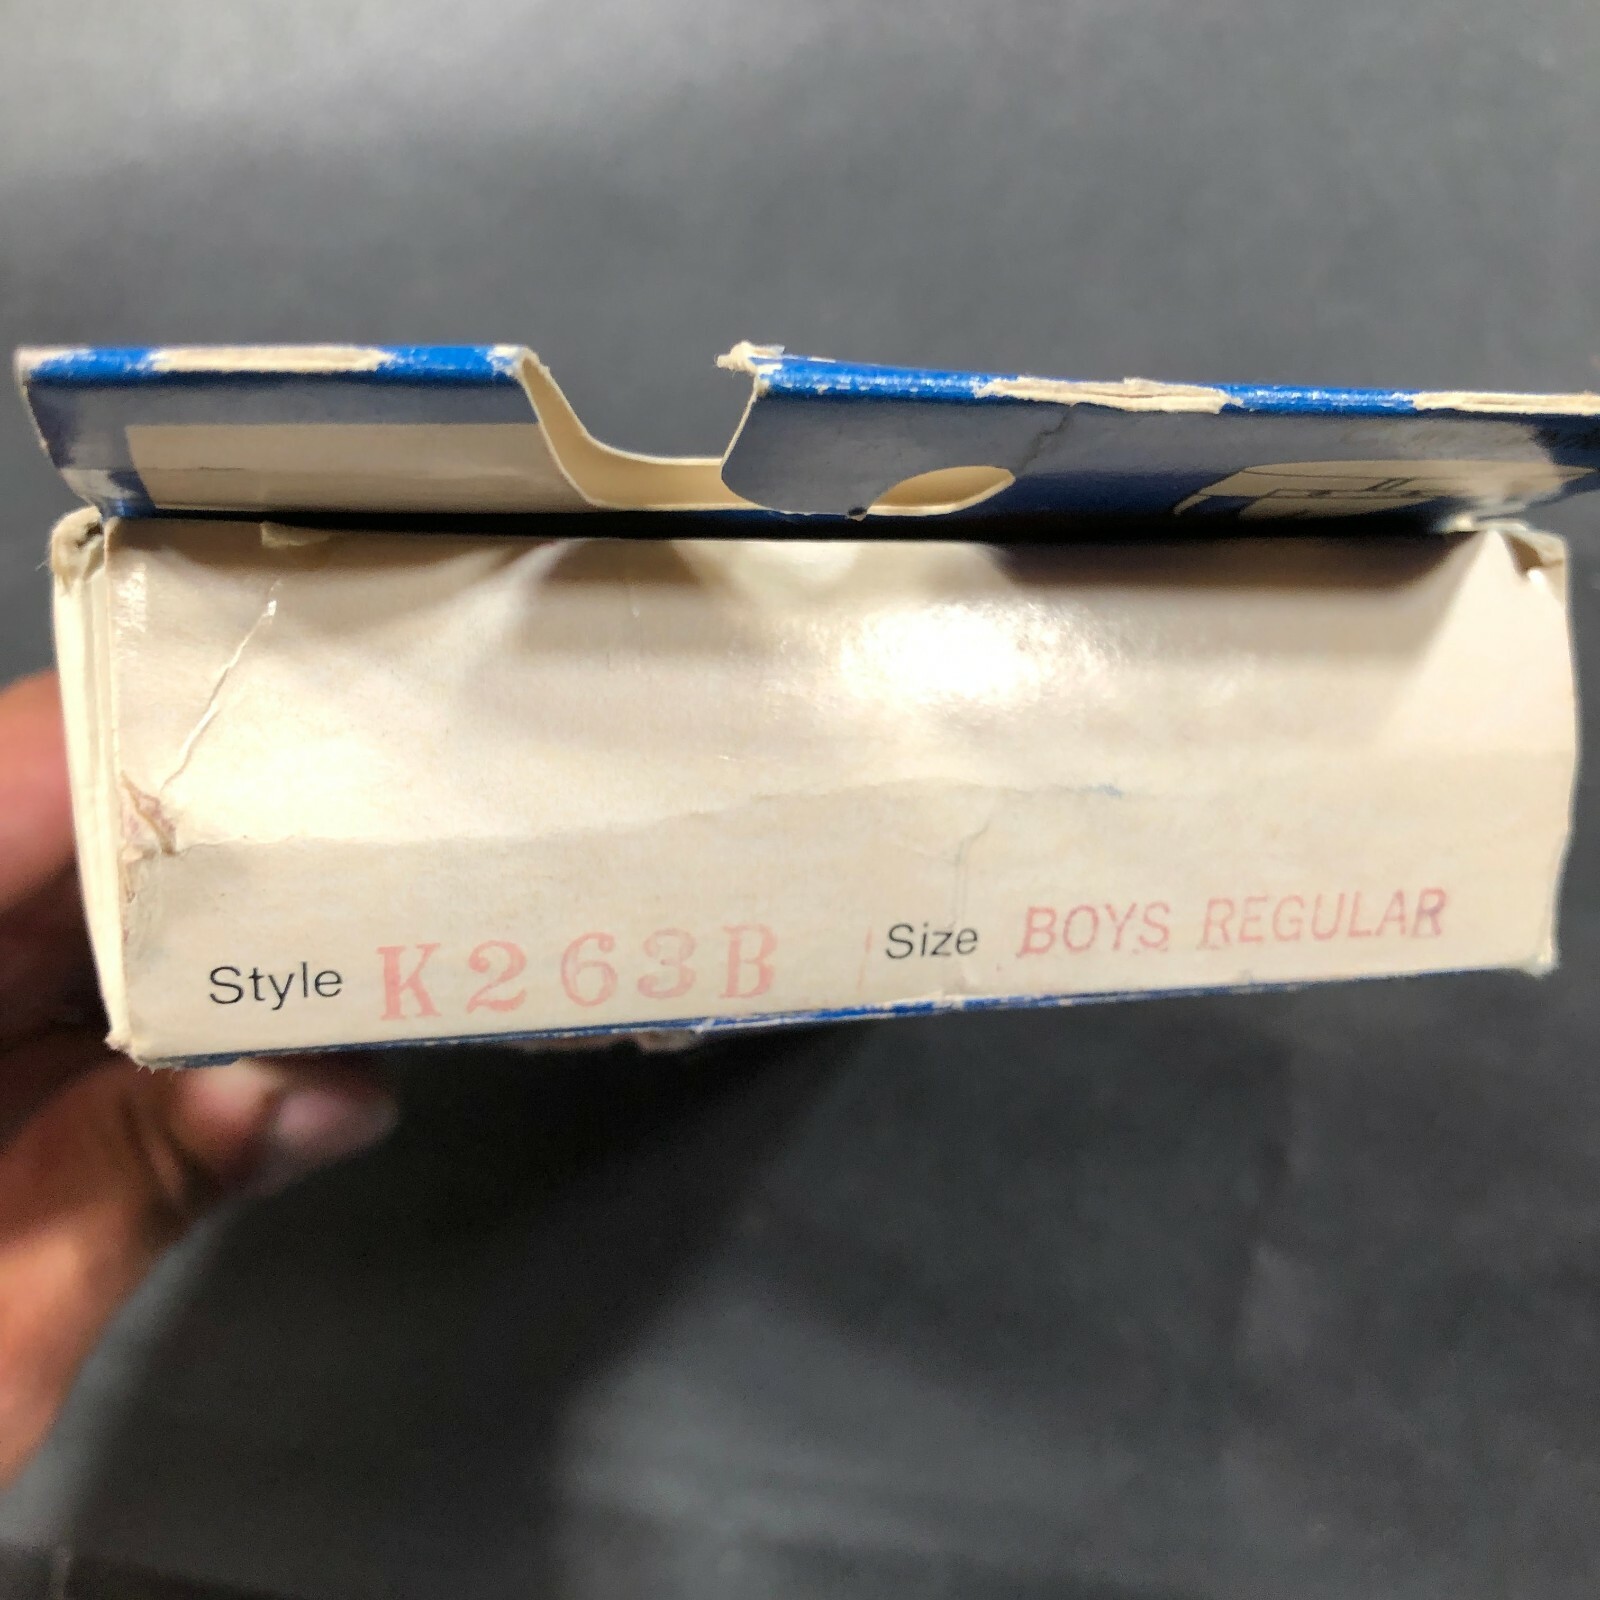 Style K263B Size BOYS REGULAR